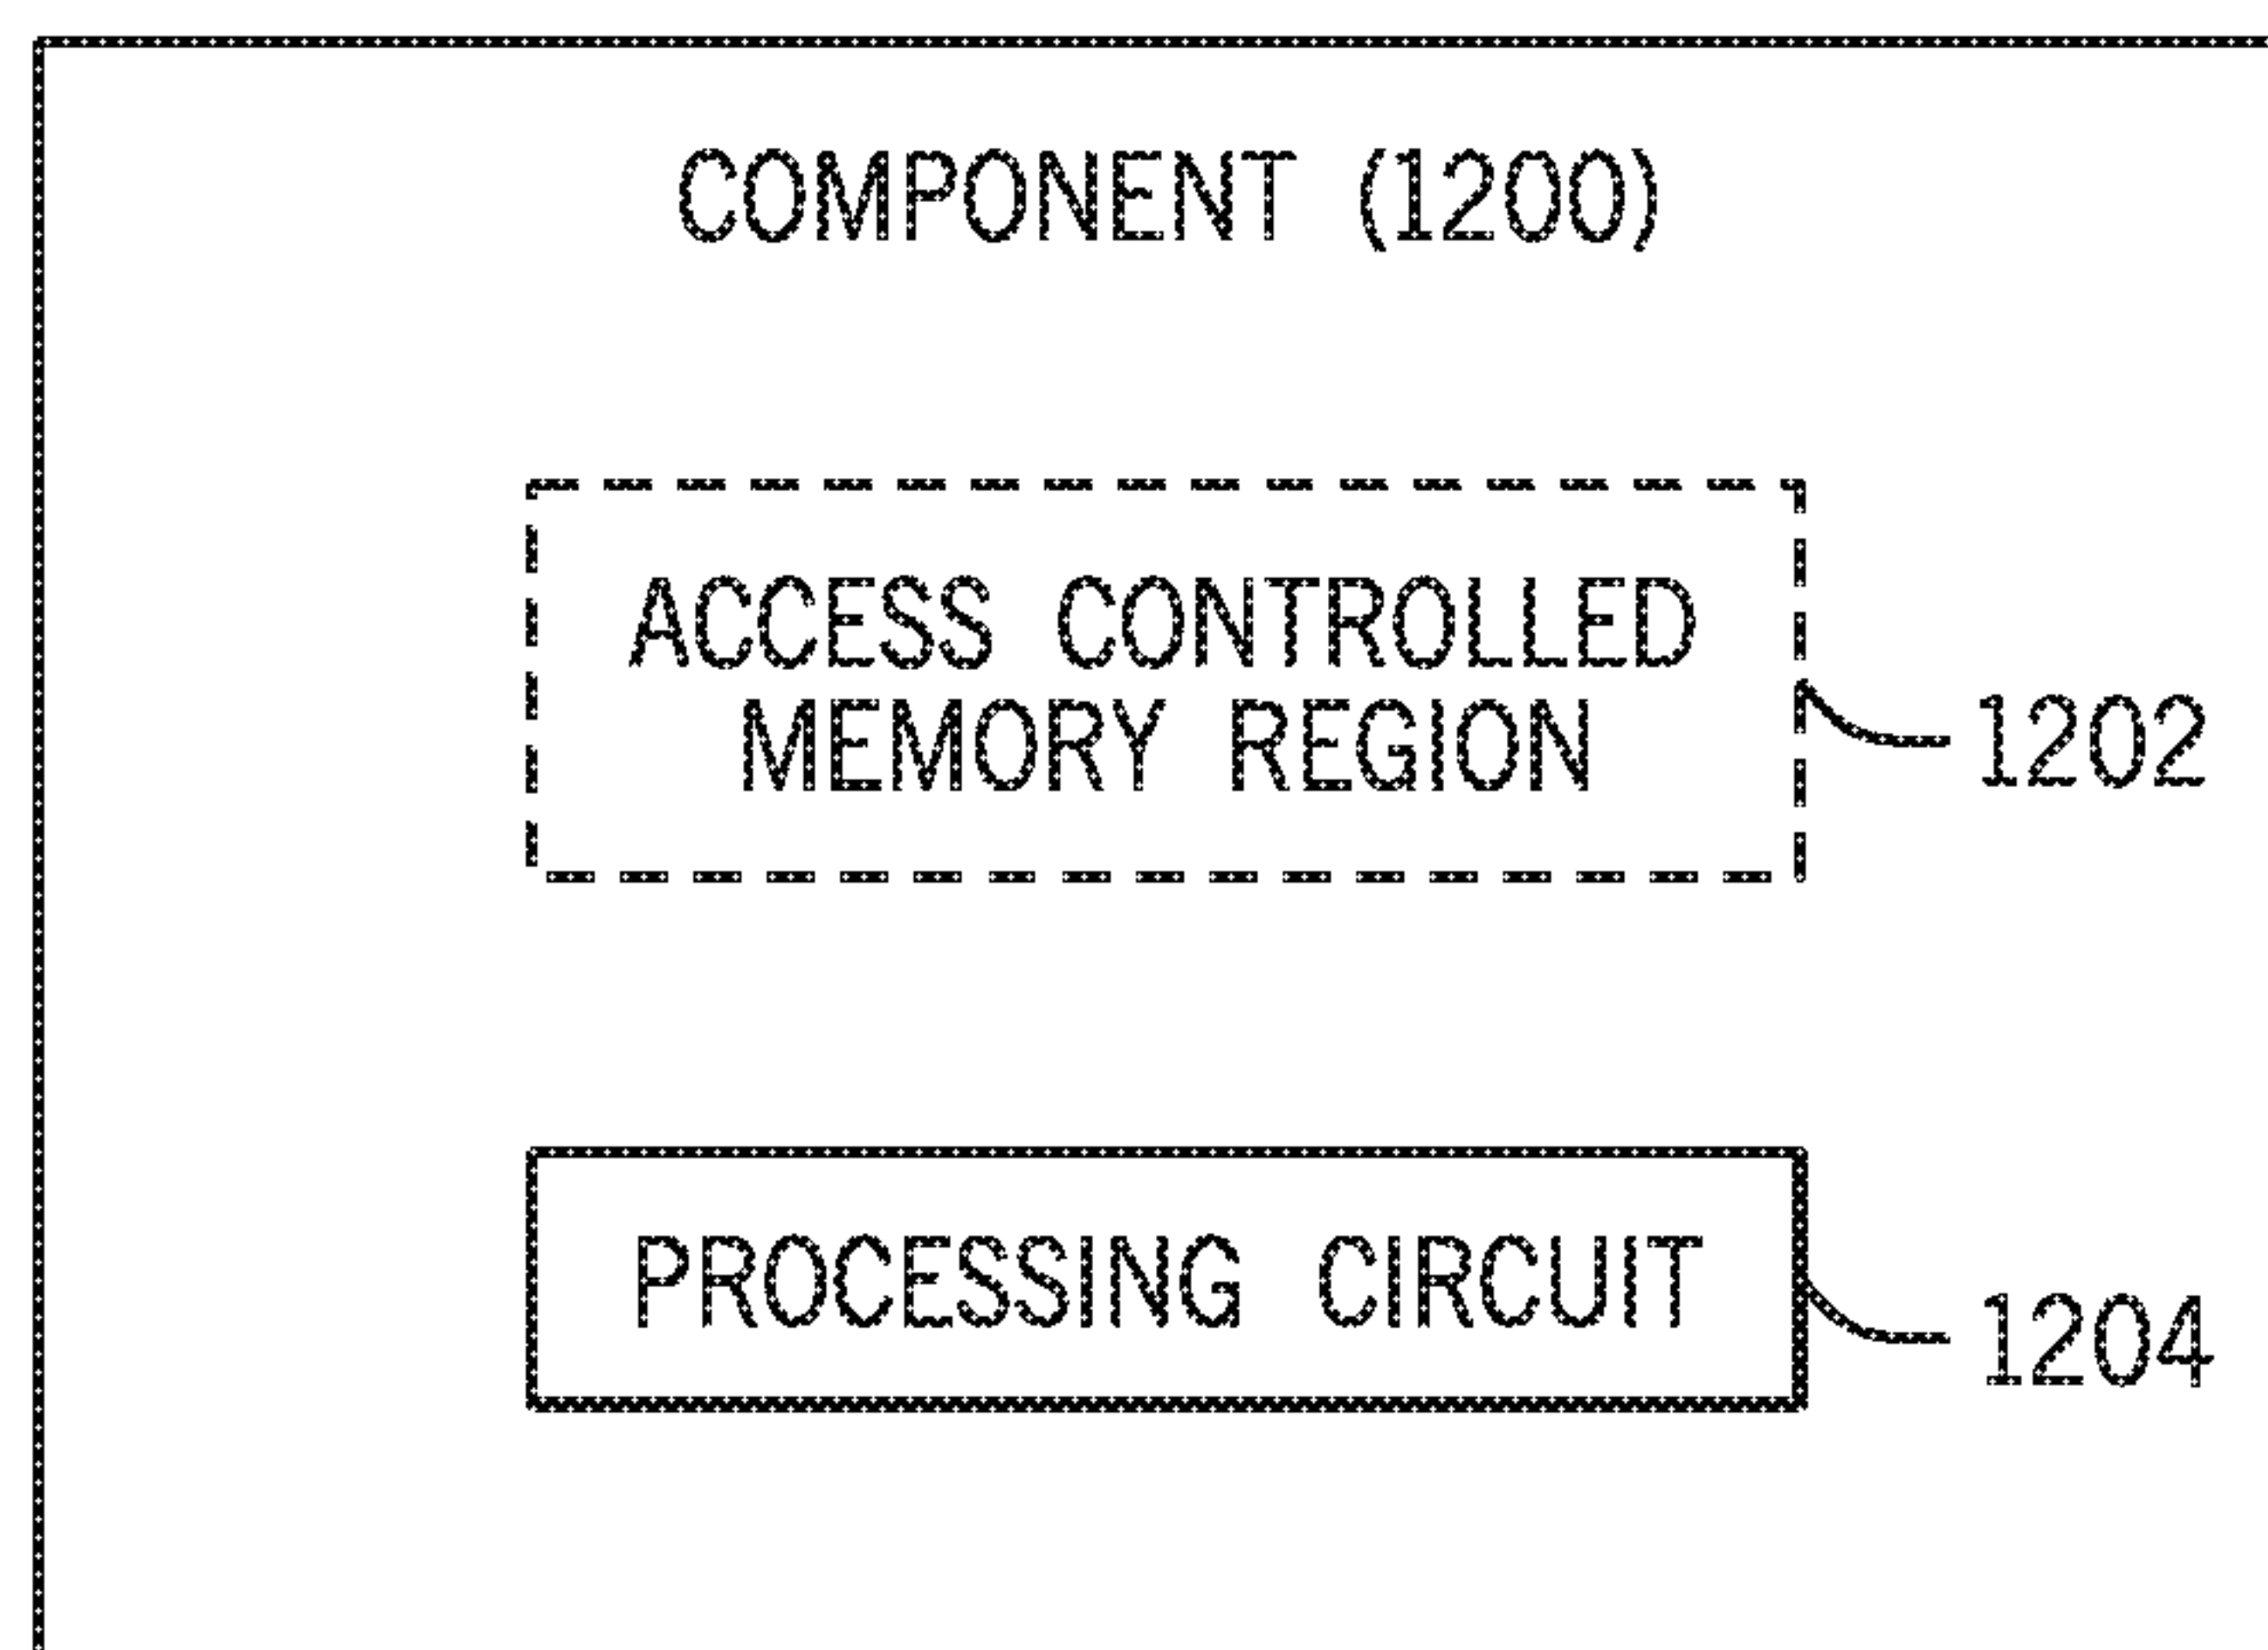 COMPONENT (1200)
ACCESS CONTROLLED
MEMORY REGION
1202
PROCESSING CIRCUIT
1204